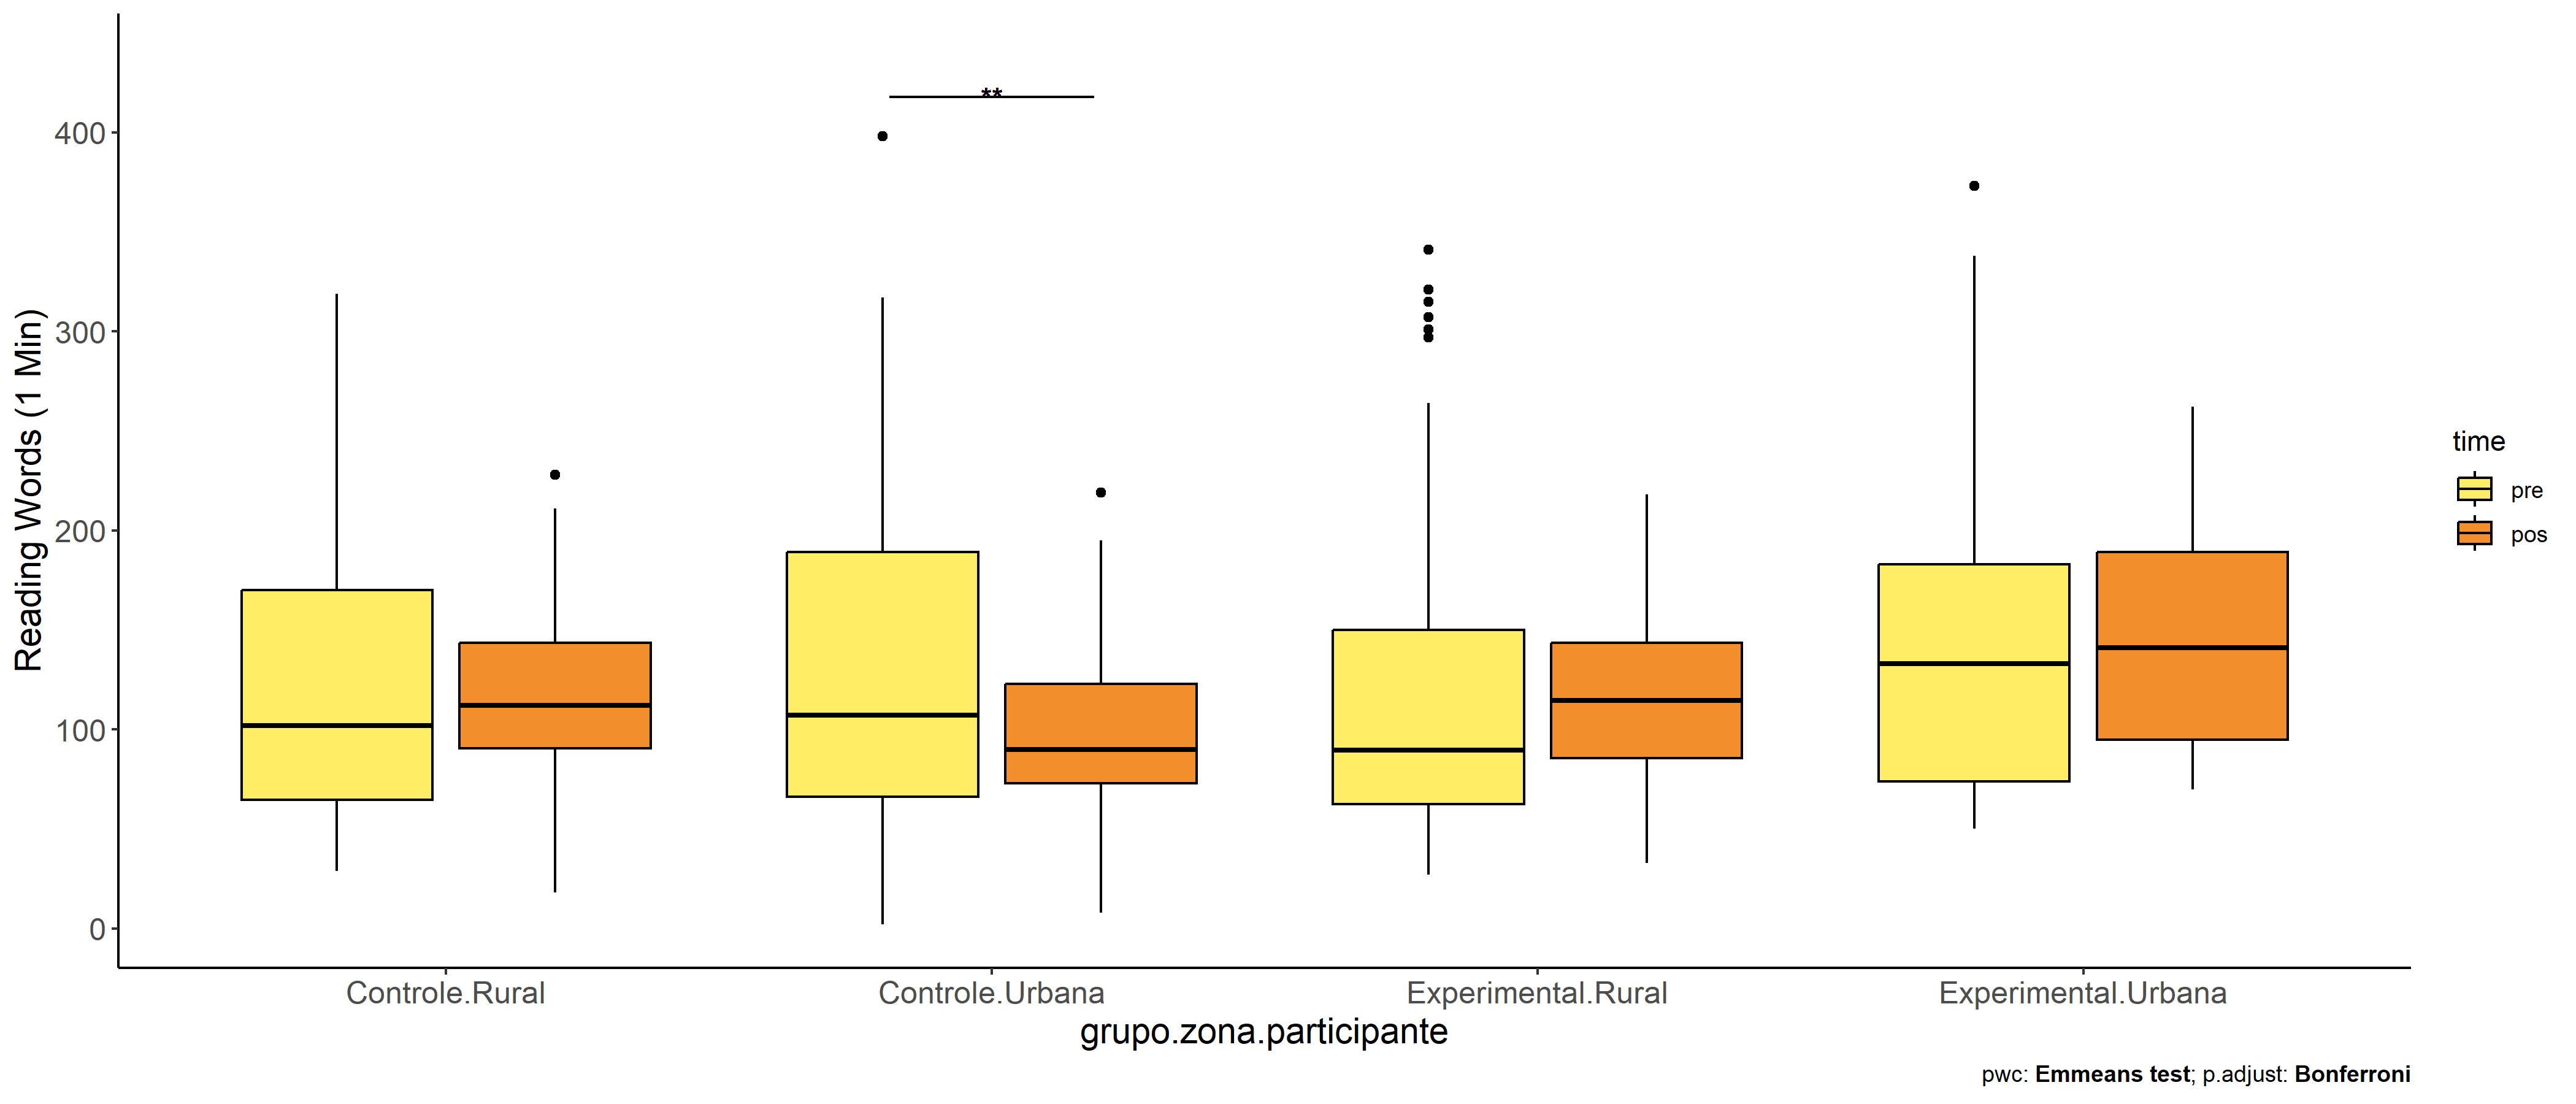 **
Reading Words (1 Min)
400
300
200
100
0
Controle.Rural
Controle.Urbana
Experimental.Rural
Experimental.Urbana
grupo.zona.participante
time
pre
pos
pwc: Emmeans test; p.adjust: Bonferroni